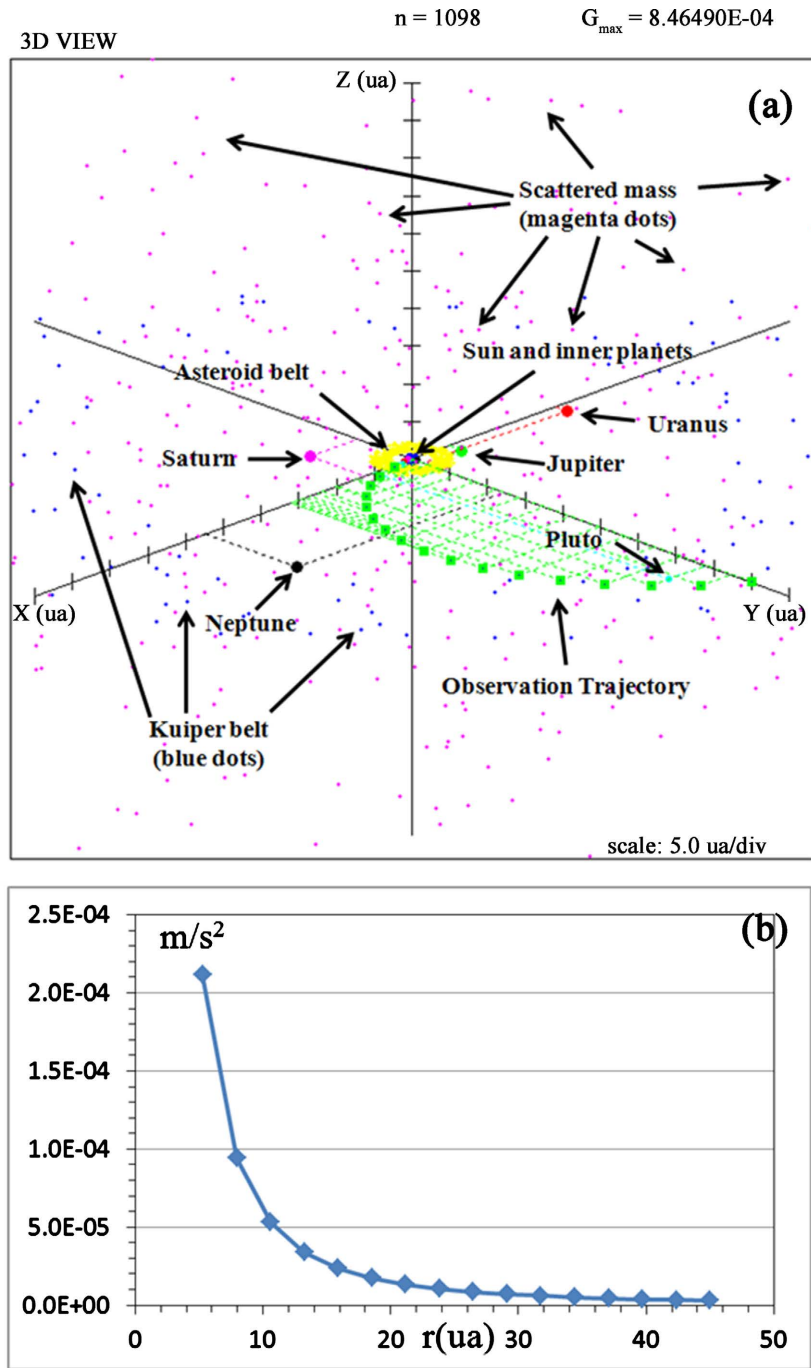 n = 1098 Gmax = 8.46490E-04
3D VIEW
Z (ua)
(a)
Scattered mass
(magenta dots)
Sun and inner planets
Asteroid belt
Uranus
Saturn
Jupiter
Pluto
X (ua)
Y (ua)
Neptune
Observation Trajectory
Kuiper belt
(blue dots)
scale: 5.0 ua/div
2.5E-04
m/s²
(b)
2.0E-04
1.5E-04
1.0E-04
5.0E-05
0.0E+00
0 10 20 r(ua) 30 40 50